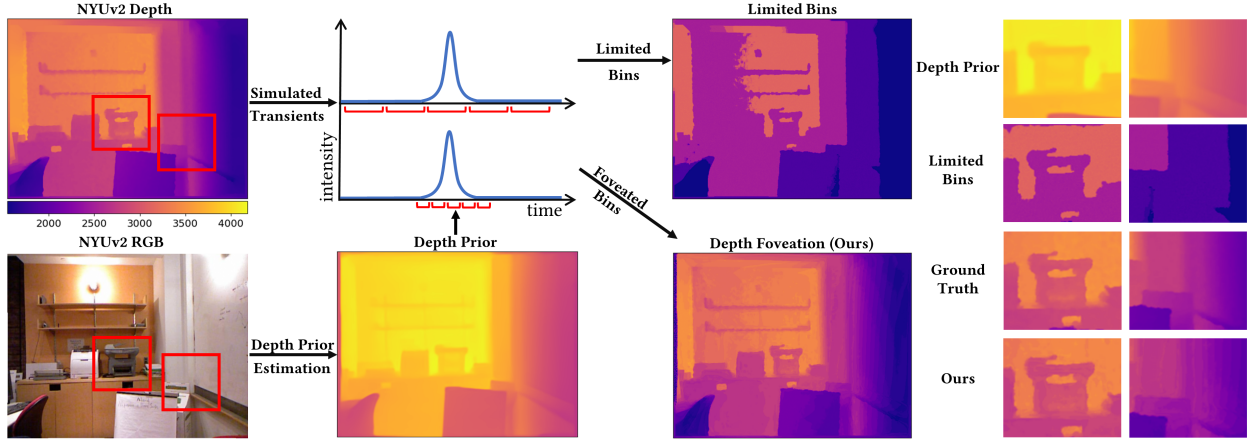 NYUv2 Depth
Limited Bins
Simulated
Transients
intensity
time
Limited
Bins
Foveated
Bins
Depth Prior
Limited
Bins
Ground
Truth
Ours
2000 2500 3000 3500 4000
NYUv2 RGB
Depth Prior
Depth Foveation (Ours)
Depth Prior
Estimation